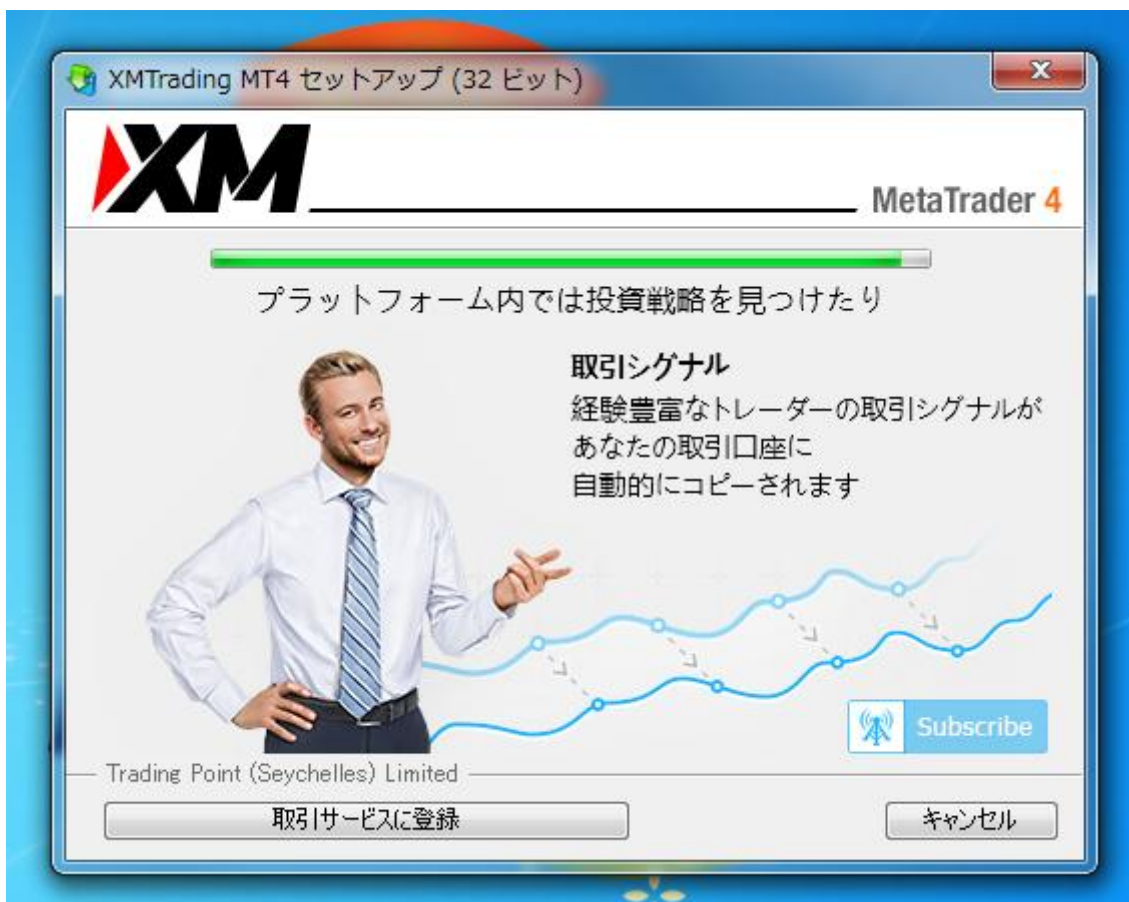 XMTrading MT4 セットアップ (32 ビット)
XM
MetaTrader 4
プラットフォーム内では投資戦略を見つけたり
取引シグナル
経験豊富なトレーダーの取引シグナルが
あなたの取引口座に
自動的にコピーされます
Subscribe
Trading Point (Seychelles) Limited
取引サービスに登録
キャンセル